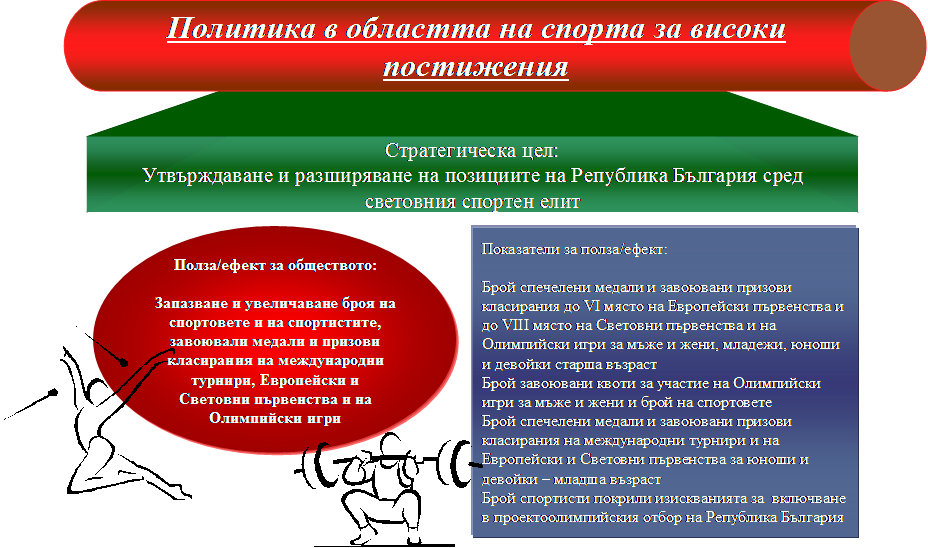 Политика в областта на спорта за високи
постижения
Стратегическа цел:
Утвърждаване и разширяване на позициите на Република България сред
световния спортен елит
Полза/ефект за обществото:
Запазване и увеличаване броя на
спортовете и на спортистите,
завоювали медали и призови
класирания на международни
турнири, Европейски и
Световни първенства и на
Олимпийски игри
Показатели за полза/ефект:
Брой спечелени медали и завоювани призови
класирания до VI място на Европейски първенства и
до VIII място на Световни първенства и на
Олимпийски игри за мъже и жени, младежи, юноши
и девойки старша възраст
Брой завоювани квоти за участие на Олимпийски
игри за мъже и жени и брой на спортовете
Брой спечелени медали и завоювани призови
класирания на международни турнири и на
Европейски и Световни първенства за юноши и
девойки – младша възраст
Брой спортисти покрили изискванията за включване
в проектоолимпийския отбор на Република България